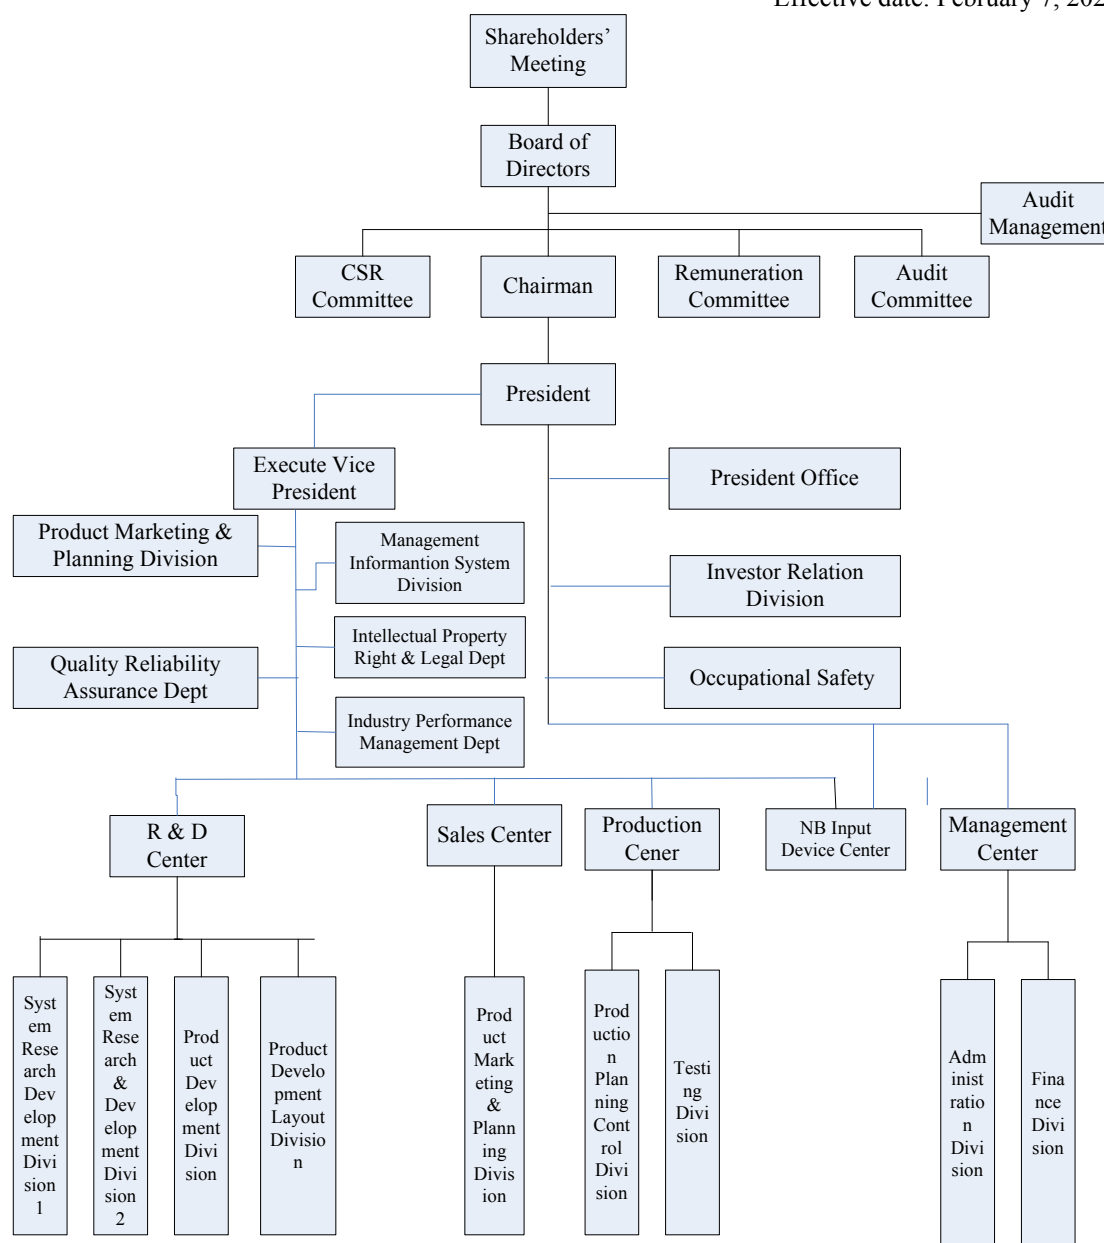 Effective date: February 7, 202
Shareholders’
Meeting
Board of
Directors
Audit
Management
CSR
Committee
Chairman
Remuneration
Committee
Audit
Committee
President
Execute Vice
President
President Office
Product Marketing &
Planning Division
Management
Informantion System
Division
Investor Relation
Division
Intellectual Property
Right & Legal Dept
Quality Reliability
Assurance Dept
Occupational Safety
Industry Performance
Management Dept
R & D
Center
Sales Center
Production
Cener
NB Input
Device Center
Management
Center
Syst
em
Rese
arch
Dev
elop
ment
Divi
sion
1
Syst
em
Rese
arch
&
Dev
elop
ment
Divi
sion
2
Prod
uct
Dev
elop
ment
Divi
sion
Product
Develo
pment
Layout
Divisio
n
Prod
uct
Mark
eting
&
Plann
ing
Divis
ion
Prod
uctio
n
Plan
ning
Cont
rol
Divi
sion
Testi
ng
Divi
sion
Adm
inist
ratio
n
Divi
sion
Fina
nce
Divi
sion